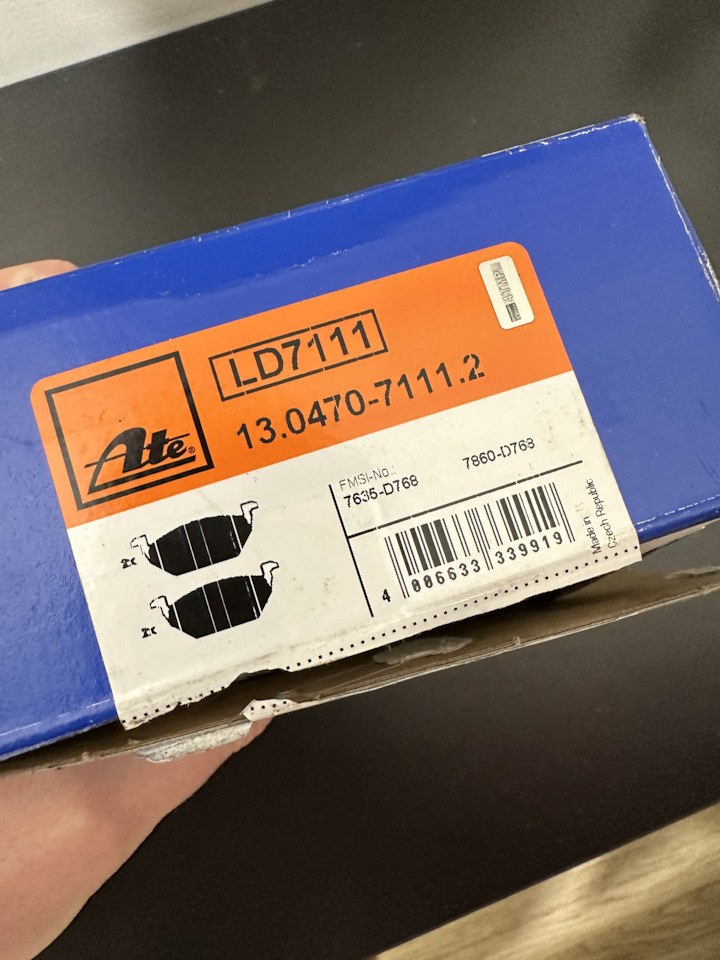 LD7111
13.0470-7111.2
Ate®
FMSI-No.:
7635-D768
7860-D768
2x
2x
4 006633 339919
Made in
Czech Republic